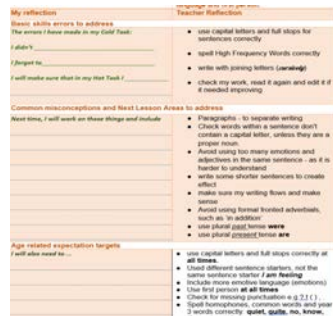 language and first person
My reflection
Teacher Reflection
Basic skills errors to address
The errors I have made in my Cold Task:
I didn't
I forgot to
I will make sure that in my Hot Task I
use capital letters and full stops for
sentences correctly
spell High Frequency Words correctly
write with joining letters (cursive)
check my work, read it again and edit it if
it needed improving
Common misconceptions and Next Lesson Areas to address
Next time, I will work on these things and include
Paragraphs - to separate writing
Check words within a sentence don't
contain a capital letter, unless they are a
proper noun.
Avoid using too many emotions and
adjectives in the same sentence - as it is
harder to understand
write some shorter sentences to create
effect
make sure my writing flows and make
sense
Avoid using formal fronted adverbials,
such as 'in addition'
use plural past tense were
use plural present tense are
Age related expectation targets
I will also need to ...
use capital letters and full stops correctly at
all times.
Used different sentence starters, not the
same sentence starter I am feeling
Include more emotive language (emotions)
Use first person at all times
Check for missing punctuation e.g ? ! ( ) .
Spell homophones, common words and year
3 words correctly quiet, quite, no, know,